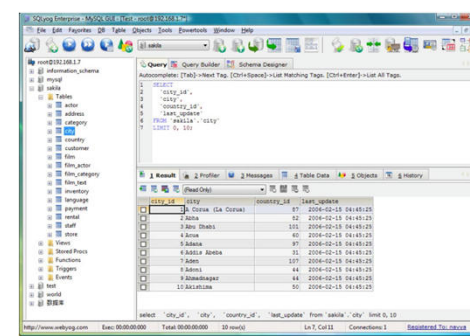 SQLyog Enterprise - MySQL GUI - [Test - root@192.168.1.7*]
File Edit Favorites DB Table Objects Tools Powertools Window Help
sakila
root@192.168.1.7
information_schema
mysql
sakila
Tables
actor
address
category
city
country
customer
film
film_actor
film_category
film_text
inventory
language
payment
rental
staff
store
Views
Stored Procs
Functions
Triggers
Events
test
world
数据库
Query Query Builder Schema Designer
Autocomplete: [Tab]->Next Tag. [Ctrl+Space]->List Matching Tags. [Ctrl+Enter]->List All Tags.
1 SELECT
2 `city_id`,
3 `city`,
4 `country_id`,
5 `last_update`
6 FROM `sakila`.`city`
7 LIMIT 0, 10;
1 Result 2 Profiler 3 Messages 4 Table Data 5 Objects 6 History
(Read Only)
city_id city country_id last_update
1 A Corua (La Corua) 87 2006-02-15 04:45:25
2 Abha 82 2006-02-15 04:45:25
3 Abu Dhabi 101 2006-02-15 04:45:25
4 Acua 60 2006-02-15 04:45:25
5 Adana 97 2006-02-15 04:45:25
6 Addis Abeba 31 2006-02-15 04:45:25
7 Aden 107 2006-02-15 04:45:25
8 Adoni 44 2006-02-15 04:45:25
9 Ahmadnagar 44 2006-02-15 04:45:25
10 Akishima 50 2006-02-15 04:45:25
select `city_id`, `city`, `country_id`, `last_update` from `sakila`.`city` limit 0, 10
http://www.webyog.com Exec: 00:00:00:000 Total: 00:00:00:000 10 row(s) Ln 7, Col 11 Connections: 1 Registered To: